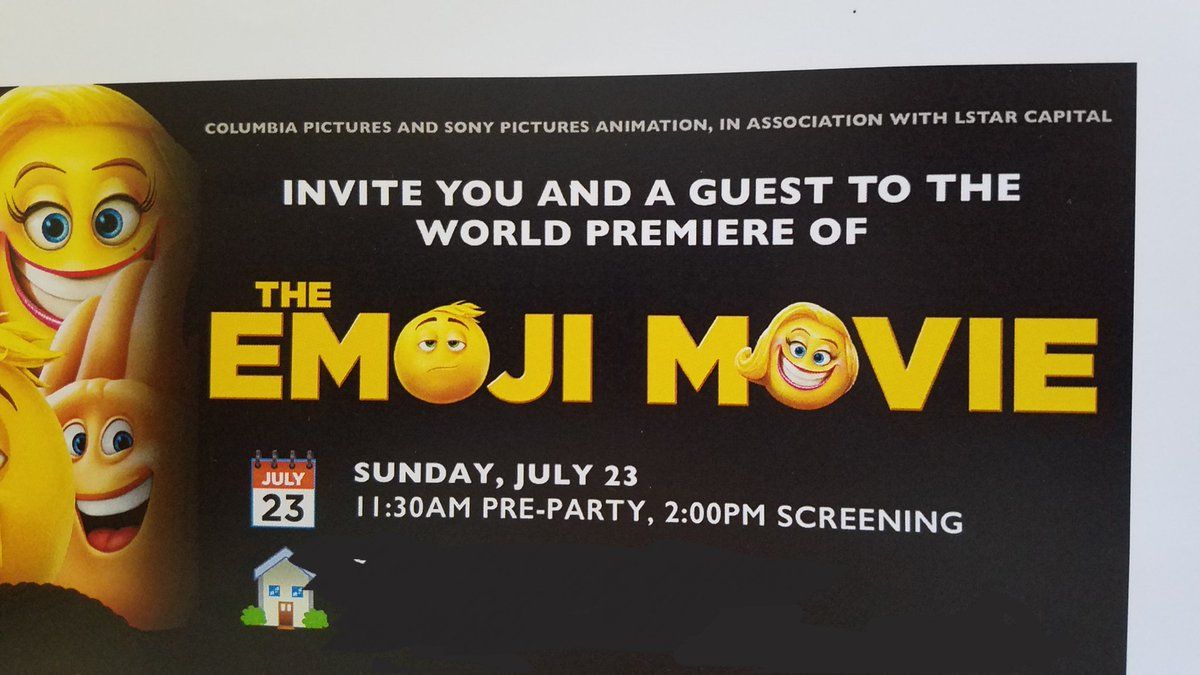 COLUMBIA PICTURES AND SONY PICTURES ANIMATION, IN ASSOCIATION WITH LSTAR CAPITAL
INVITE YOU AND A GUEST TO THE
WORLD PREMIERE OF
THE
EMOJI MOVIE
JULY
23
SUNDAY, JULY 23
11:30AM PRE-PARTY, 2:00PM SCREENING